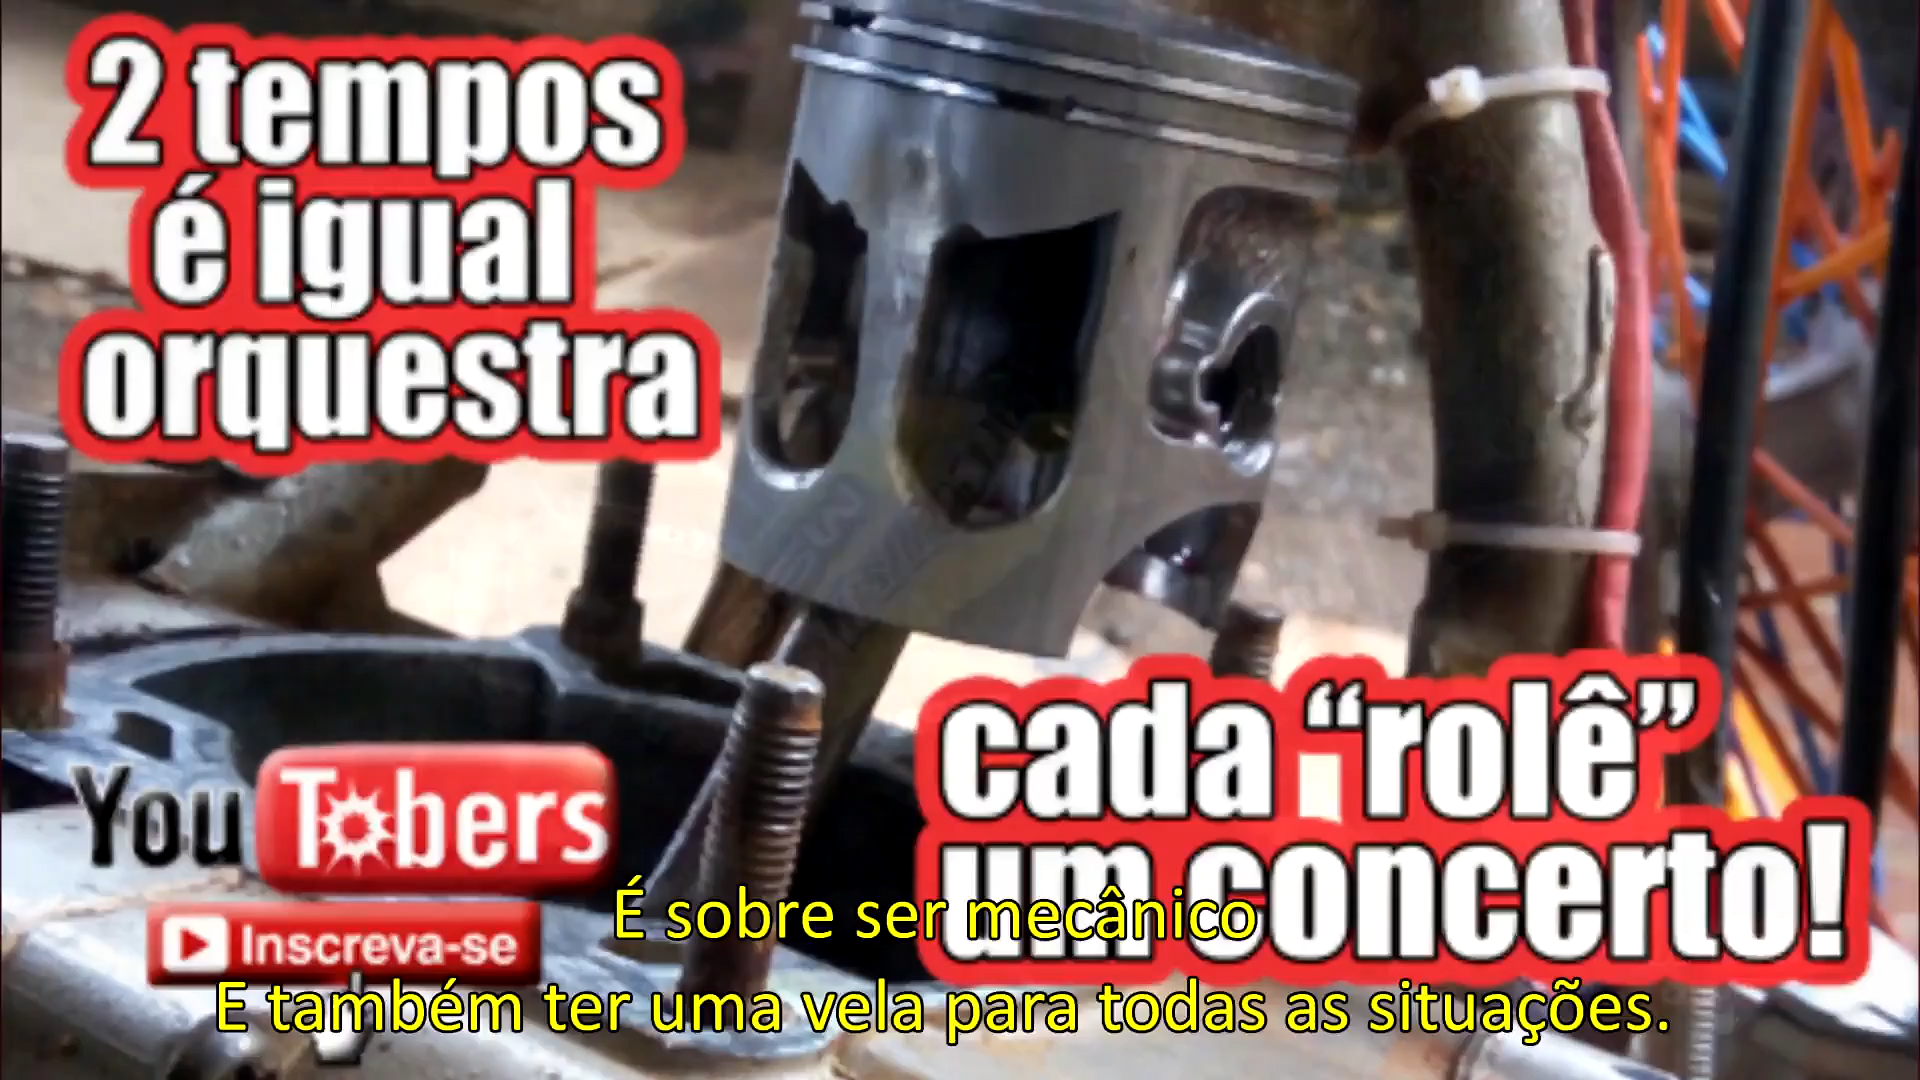 2 tempos
é igual
orquestra
cada “rolê”
um concerto!
YouTobers
Inscreva-se
É sobre ser mecânico
E também ter uma vela para todas as situações.